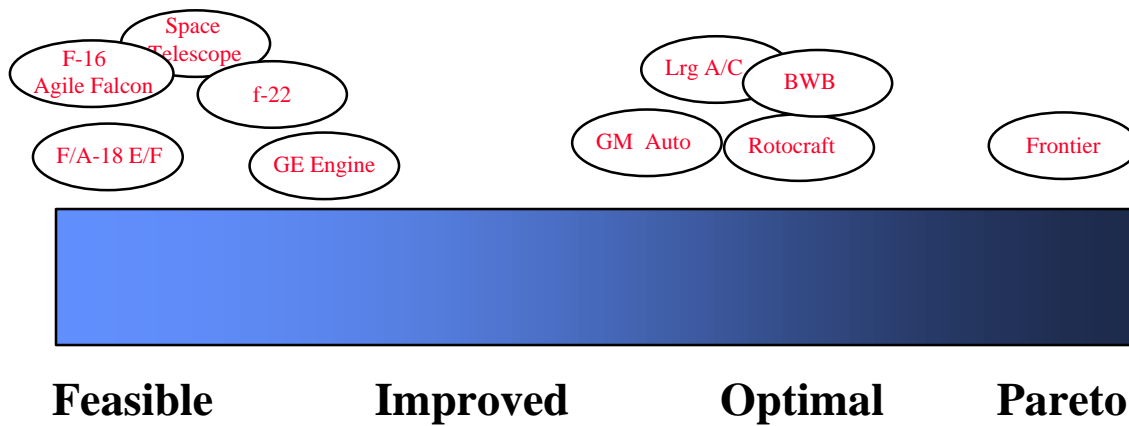 Space
Telescope
F-16
Agile Falcon
f-22
F/A-18 E/F
GE Engine
Lrg A/C
BWB
GM Auto
Rotocraft
Frontier
Feasible
Improved
Optimal
Pareto